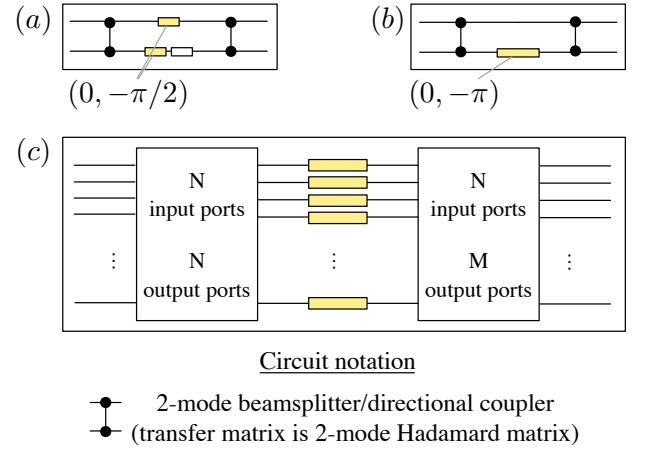 (a)
(0, −π/2)
(b)
(0, −π)
(c)
N
input ports
⋮
N
output ports
⋮
N
input ports
M
output ports
⋮
Circuit notation
2-mode beamsplitter/directional coupler
(transfer matrix is 2-mode Hadamard matrix)